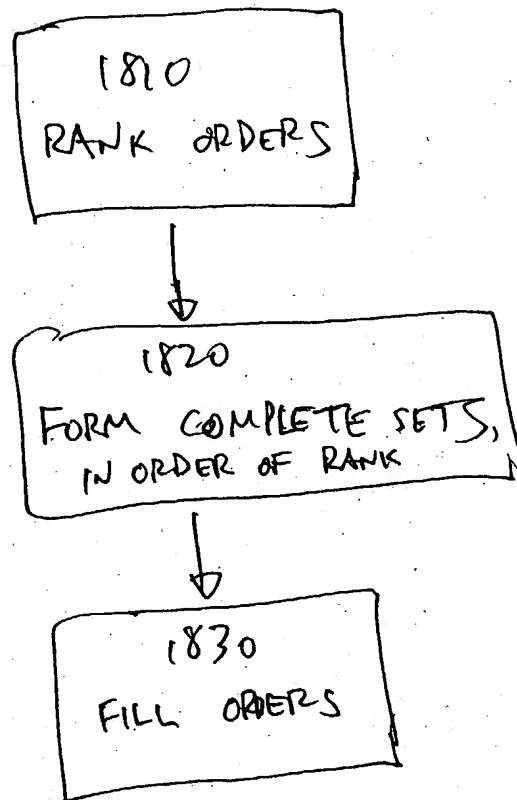 1810
RANK ORDERS
1820
FORM COMPLETE SETS,
IN ORDER OF RANK
1830
FILL ORDERS